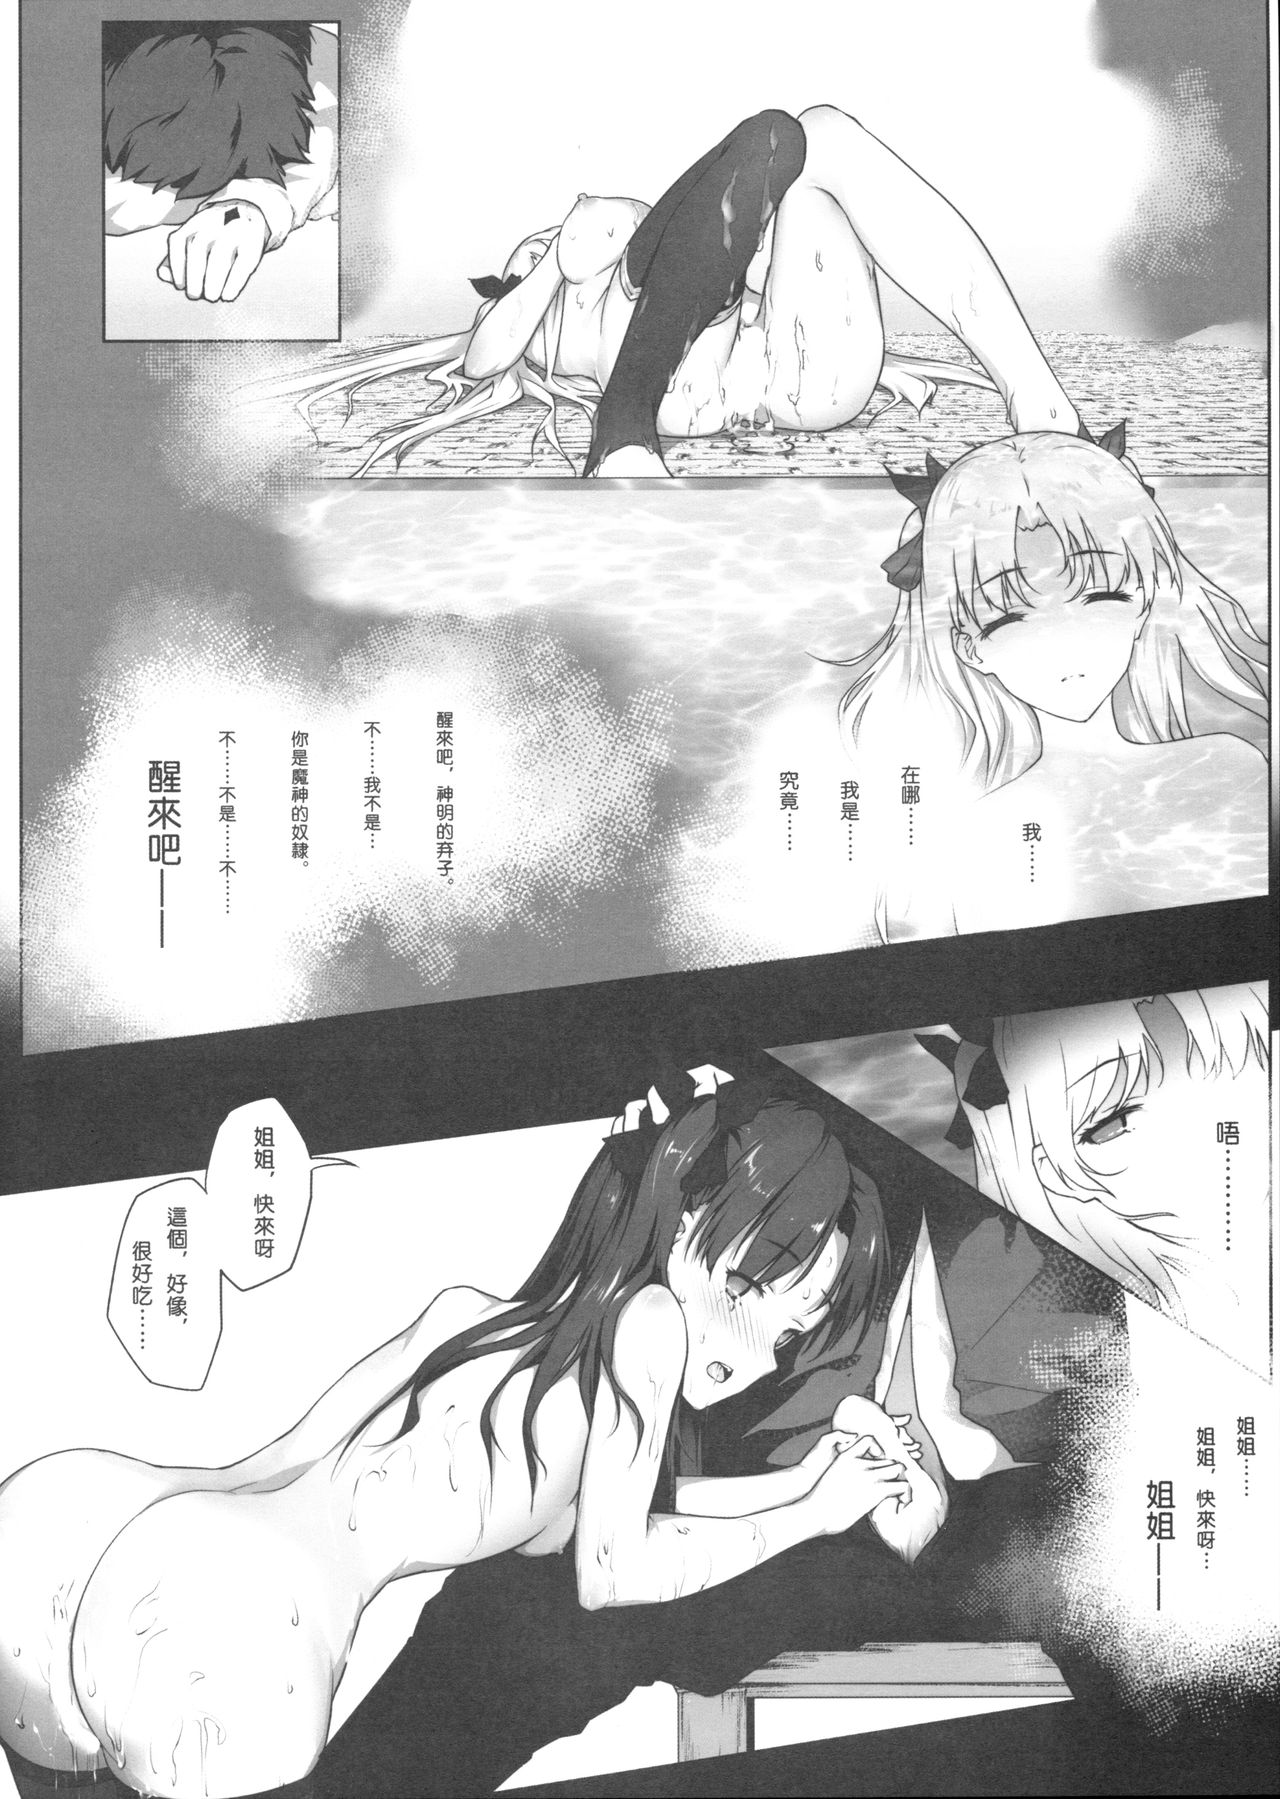 我……
在哪……
我是……
究竟……
醒來吧，神明的弃子。
不……我不是…
你是魔神的奴隸。
不……不是……不……
醒來吧——
唔…………
姐姐……
姐姐，快來呀…
姐姐——
姐姐，快來呀
這個，好像，
很好吃……